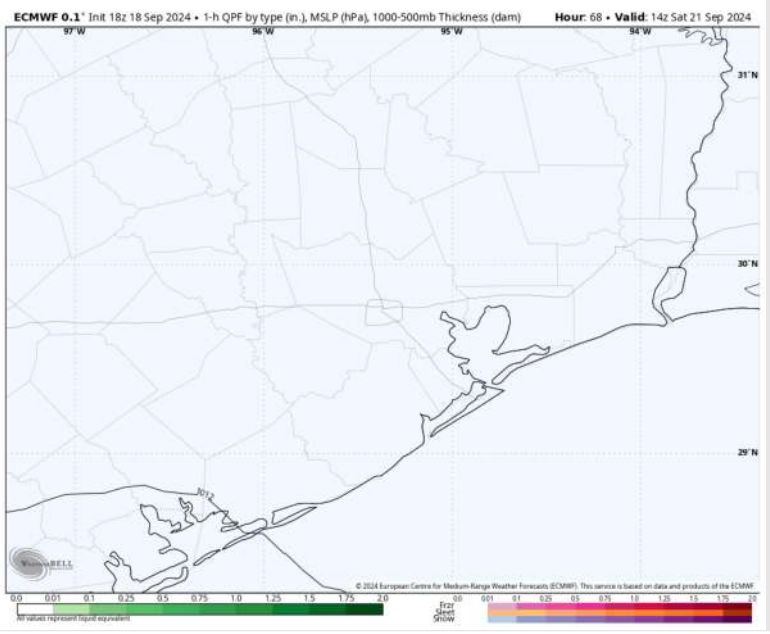 ECMWF 0.1° Init 18z 18 Sep 2024 • 1-h QPF by type (in.), MSLP (hPa), 1000-500mb Thickness (dam) Hour: 68 • Valid: 14z Sat 21 Sep 2024
97°W 96°W 95°W 94°W
31°N
30°N
29°N
1012
WeatherBELL
© 2024 European Centre for Medium-Range Weather Forecasts (ECMWF). This service is based on data and products of the ECMWF
0.0 0.01 0.1 0.25 0.5 0.75 1.0 1.25 1.5 1.75 2.0
All values represent liquid equivalent
0.0 0.01 0.1 0.25 0.5 0.75 1.0 1.25 1.5 1.75 2.0
Frzr
Sleet
Snow